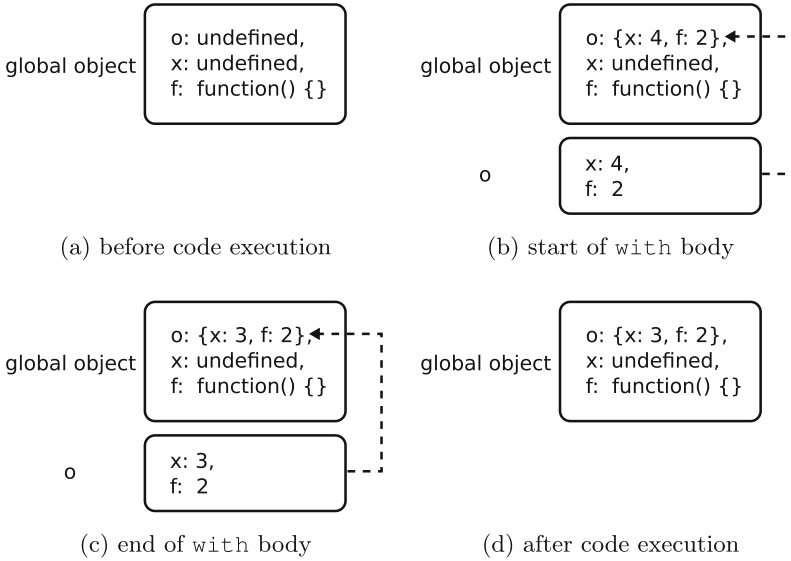 global object
o: undefined,
x: undefined,
f: function() {}
(a) before code execution
global object
o: {x: 4, f: 2},
x: undefined,
f: function() {}
o
x: 4,
f: 2
(b) start of with body
global object
o: {x: 3, f: 2},
x: undefined,
f: function() {}
o
x: 3,
f: 2
(c) end of with body
global object
o: {x: 3, f: 2},
x: undefined,
f: function() {}
(d) after code execution